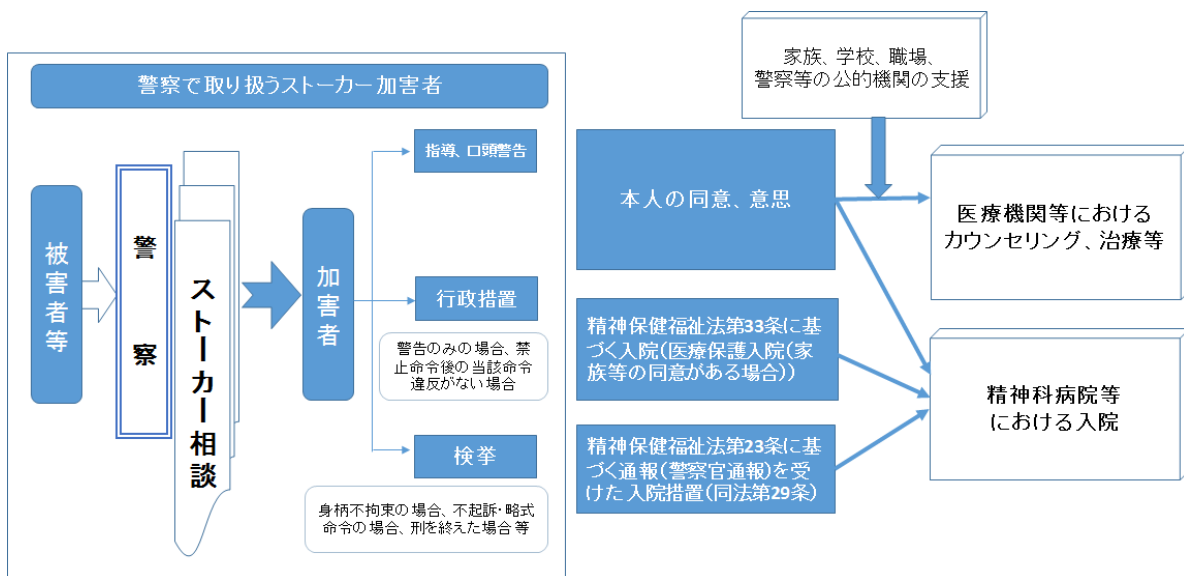 警察で取り扱うストーカー加害者
被害者等
警察
ストーカー相談
加害者
指導、口頭警告
行政措置
警告のみの場合、禁
止命令後の当該命令
違反がない場合
検挙
身柄不拘束の場合、不起訴・略式
命令の場合、刑を終えた場合等
家族、学校、職場、
警察等の公的機関の支援
本人の同意、意思
精神保健福祉法第33条に基
づく入院(医療保護入院(家
族等の同意がある場合))
精神保健福祉法第23条に基
づく通報(警察官通報)を受
けた入院措置(同法第29条)
医療機関等における
カウンセリング、治療等
精神科病院等
における入院